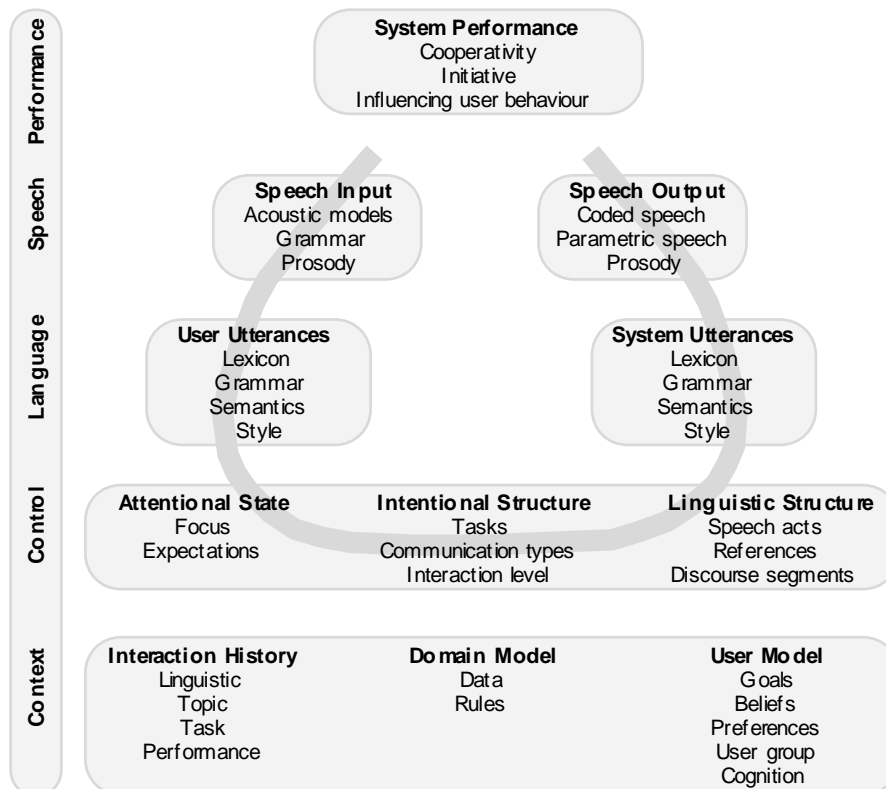 Performance
System Performance
Cooperativity
Initiative
Influencing user behaviour
Speech
Speech Input
Acoustic models
Grammar
Prosody
Speech Output
Coded speech
Parametric speech
Prosody
Language
User Utterances
Lexicon
Grammar
Semantics
Style
System Utterances
Lexicon
Grammar
Semantics
Style
Control
Attentional State
Focus
Expectations
Intentional Structure
Tasks
Communication types
Interaction level
Linguistic Structure
Speech acts
References
Discourse segments
Context
Interaction History
Linguistic
Topic
Task
Performance
Domain Model
Data
Rules
User Model
Goals
Beliefs
Preferences
User group
Cognition